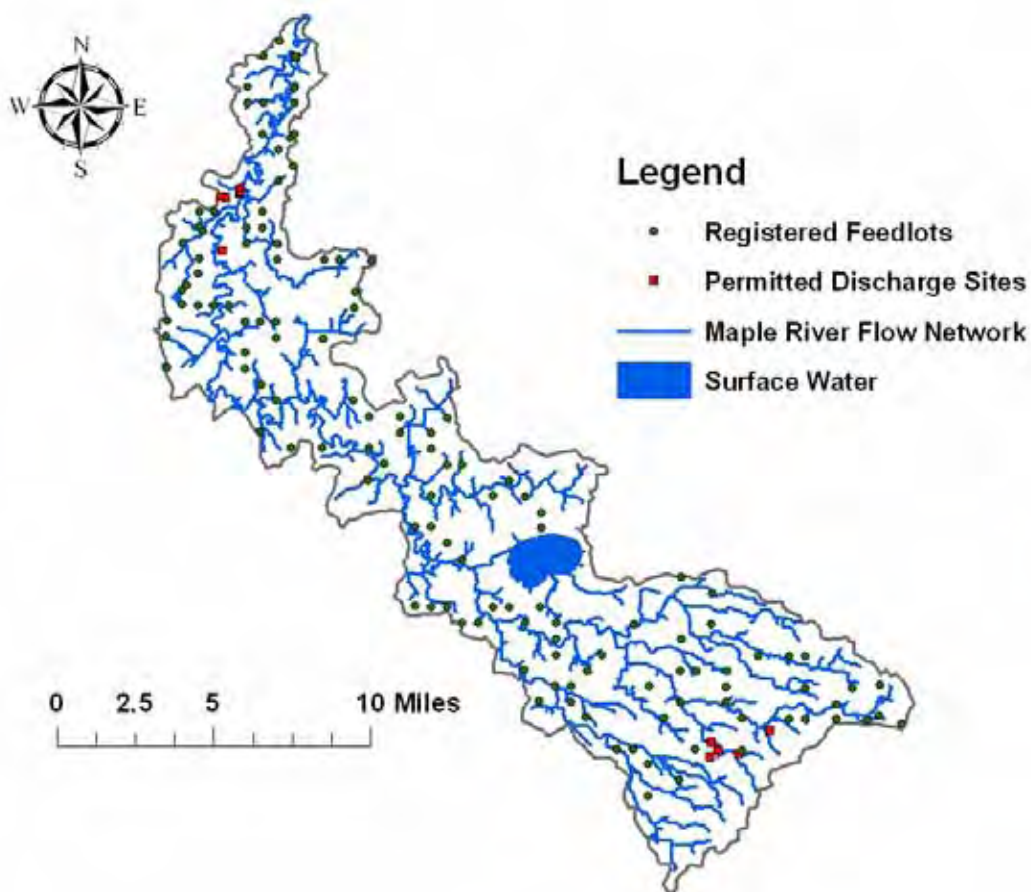 N
W E
S
Legend
Registered Feedlots
Permitted Discharge Sites
Maple River Flow Network
Surface Water
0 2.5 5 10 Miles